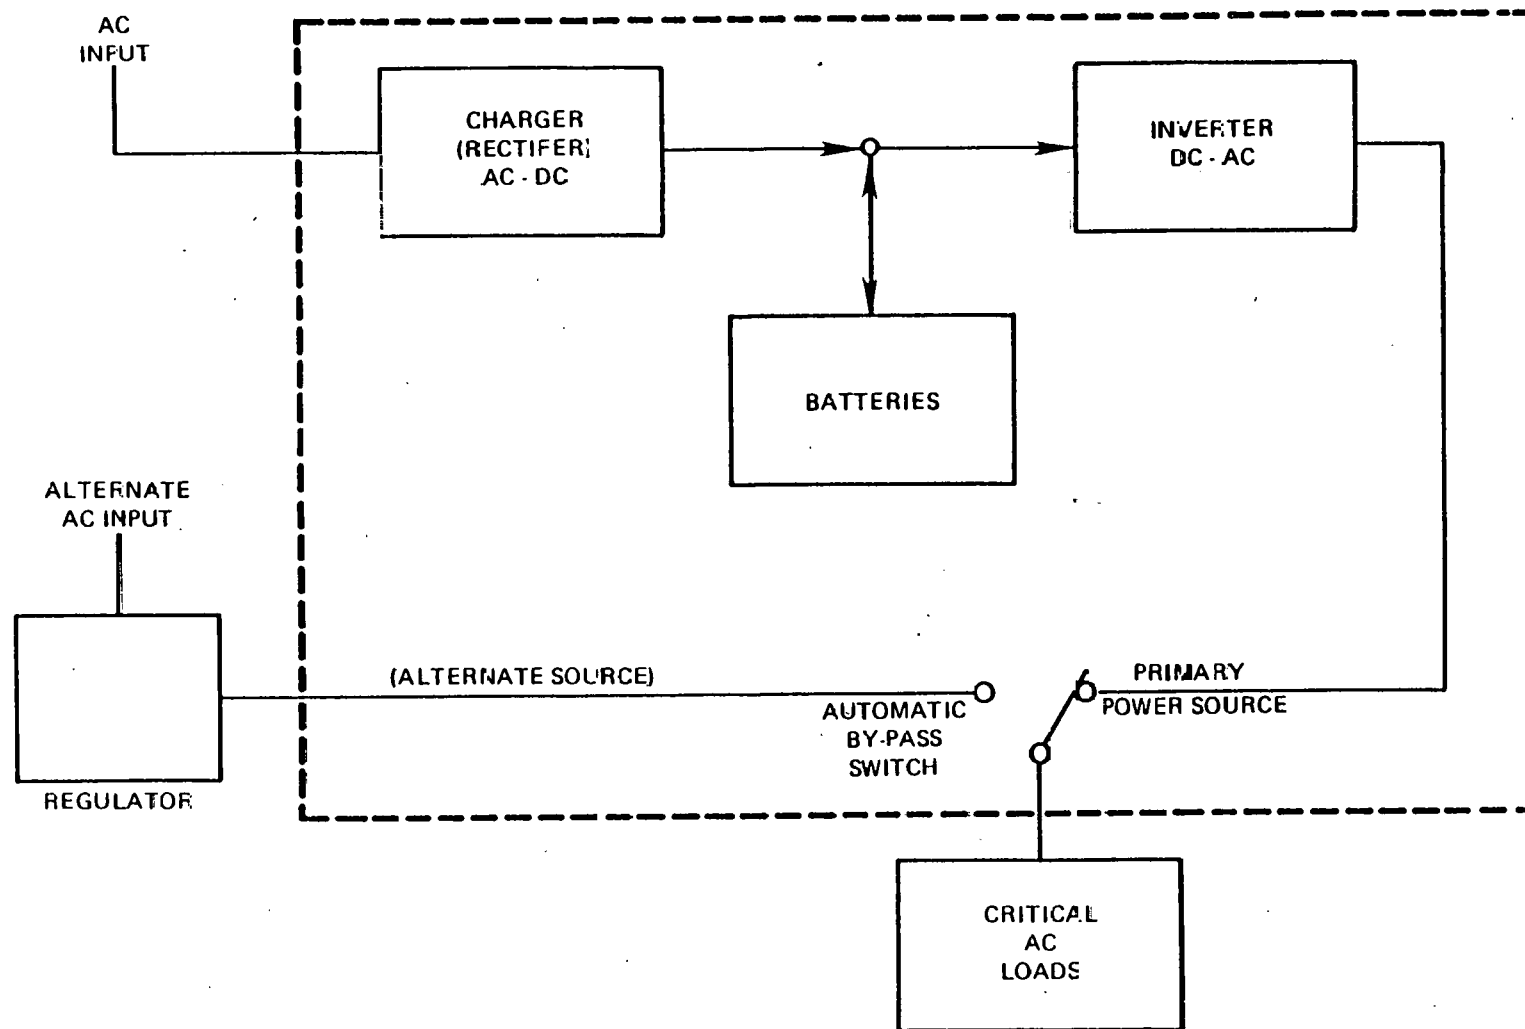 AC
INPUT
CHARGER
(RECTIFER)
AC - DC
INVERTER
DC - AC
BATTERIES
ALTERNATE
AC INPUT
REGULATOR
(ALTERNATE SOURCE)
AUTOMATIC
BY-PASS
SWITCH
PRIMARY
POWER SOURCE
CRITICAL
AC
LOADS